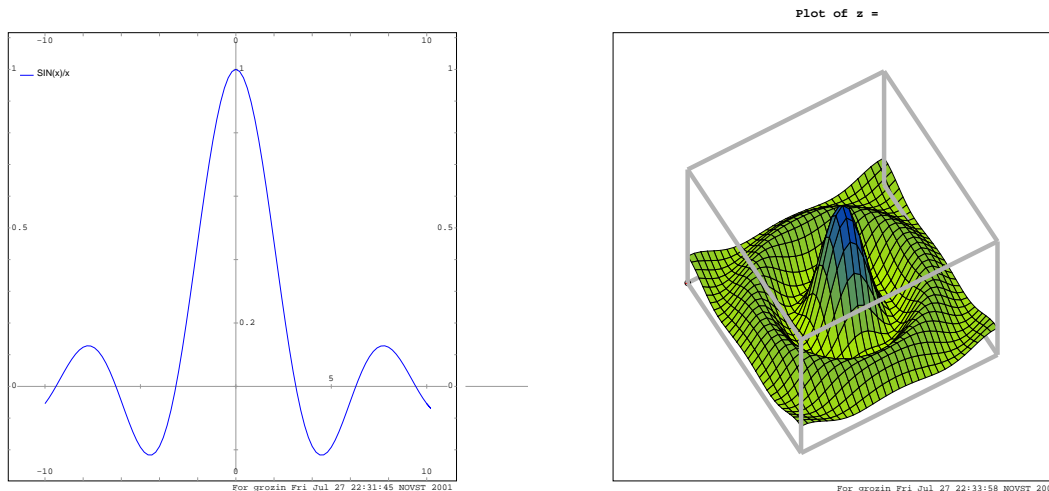 Plot of z =
-10 0 10
1 1 1
SIN(x)/x
0.5 0.5
0.2
0 5 0
-10 0 10
For grozin Fri Jul 27 22:31:45 NOVST 2001
For grozin Fri Jul 27 22:33:58 NOVST 200